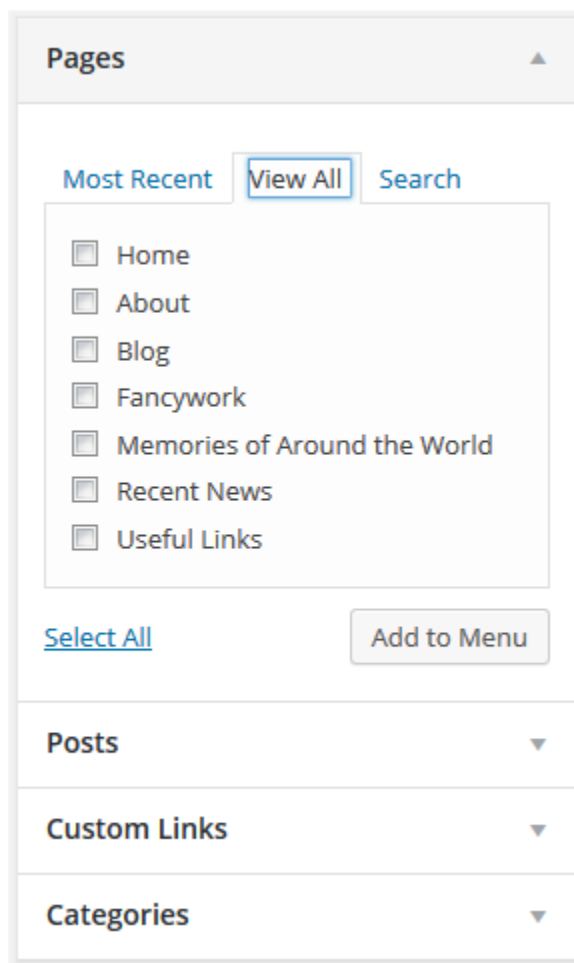 Pages
Most Recent View All Search
Home
About
Blog
Fancywork
Memories of Around the World
Recent News
Useful Links
Select All Add to Menu
Posts
Custom Links
Categories